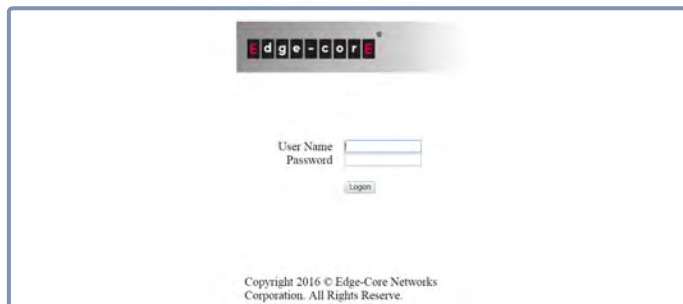 Edge-corE®
User Name
Password
Logon
Copyright 2016 © Edge-Core Networks
Corporation. All Rights Reserve.